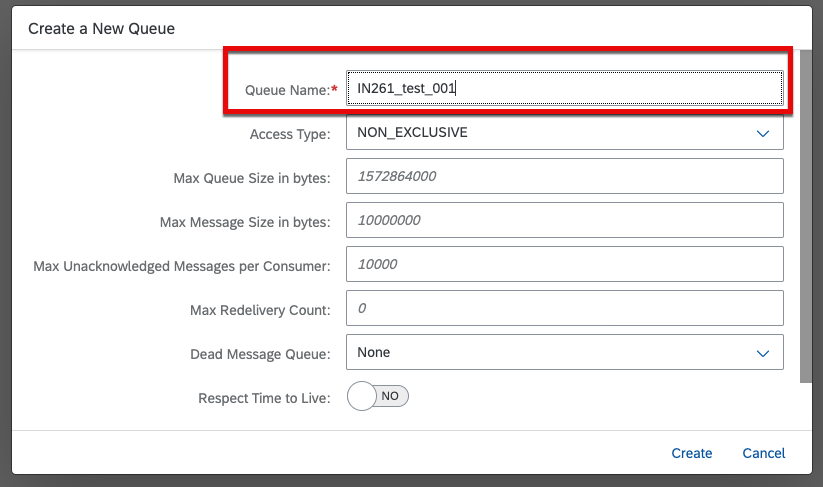 Create a New Queue
Queue Name:* IN261_test_001
Access Type: NON_EXCLUSIVE
Max Queue Size in bytes: 1572864000
Max Message Size in bytes: 10000000
Max Unacknowledged Messages per Consumer: 10000
Max Redelivery Count: 0
Dead Message Queue: None
Respect Time to Live: NO
Create Cancel